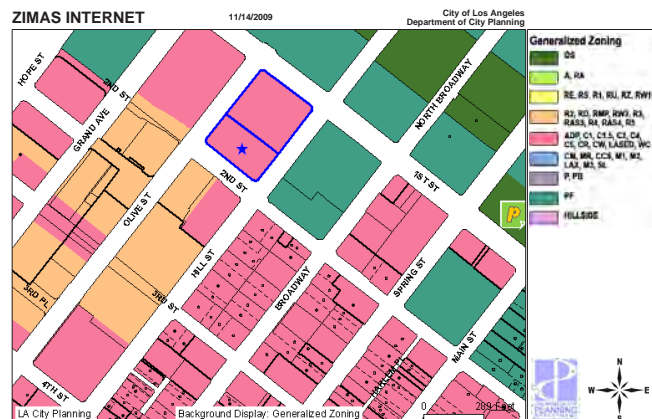 ZIMAS INTERNET
11/14/2009
City of Los Angeles
Department of City Planning
Generalized Zoning
OS
A, RA
RE, RS, R1, RU, RZ, RW1
R2, RD, RMP, RW2, R3,
RAS3, R4, RAS4, R5
ADP, C1, C1.5, C2, C4,
C5, CR, CW, LASED, WC
CM, MR, CCS, M1, M2,
LAX, M3, SL
P, PB
PF
HILLSIDE
HOPE ST
2ND ST
GRAND AVE
NORTH BROADWAY
2ND ST
1ST ST
OLIVE ST
HILL ST
BROADWAY
SPRING ST
3RD PL
3RD ST
MAIN ST
HARLEM PL
4TH ST
p
0
289 Feet
N
W
E
S
PLANNING
LA City Planning
Background Display: Generalized Zoning